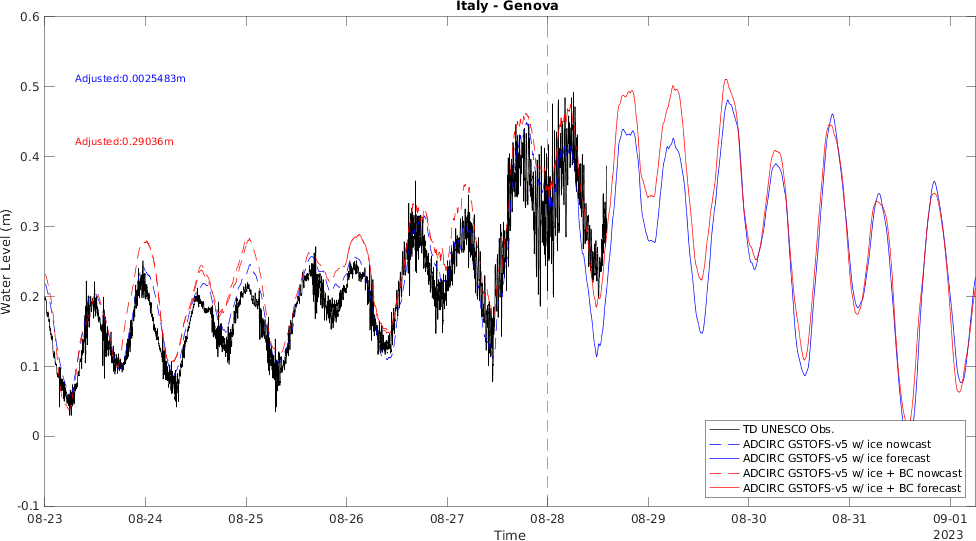 Italy - Genova
0.6
0.5
0.4
0.3
0.2
0.1
0
-0.1
Water Level (m)
Adjusted:0.0025483m
Adjusted:0.29036m
TD UNESCO Obs.
ADCIRC GSTOFS-v5 w/ ice nowcast
ADCIRC GSTOFS-v5 w/ ice forecast
ADCIRC GSTOFS-v5 w/ ice + BC nowcast
ADCIRC GSTOFS-v5 w/ ice + BC forecast
08-23 08-24 08-25 08-26 08-27 08-28 08-29 08-30 08-31 09-01
2023
Time